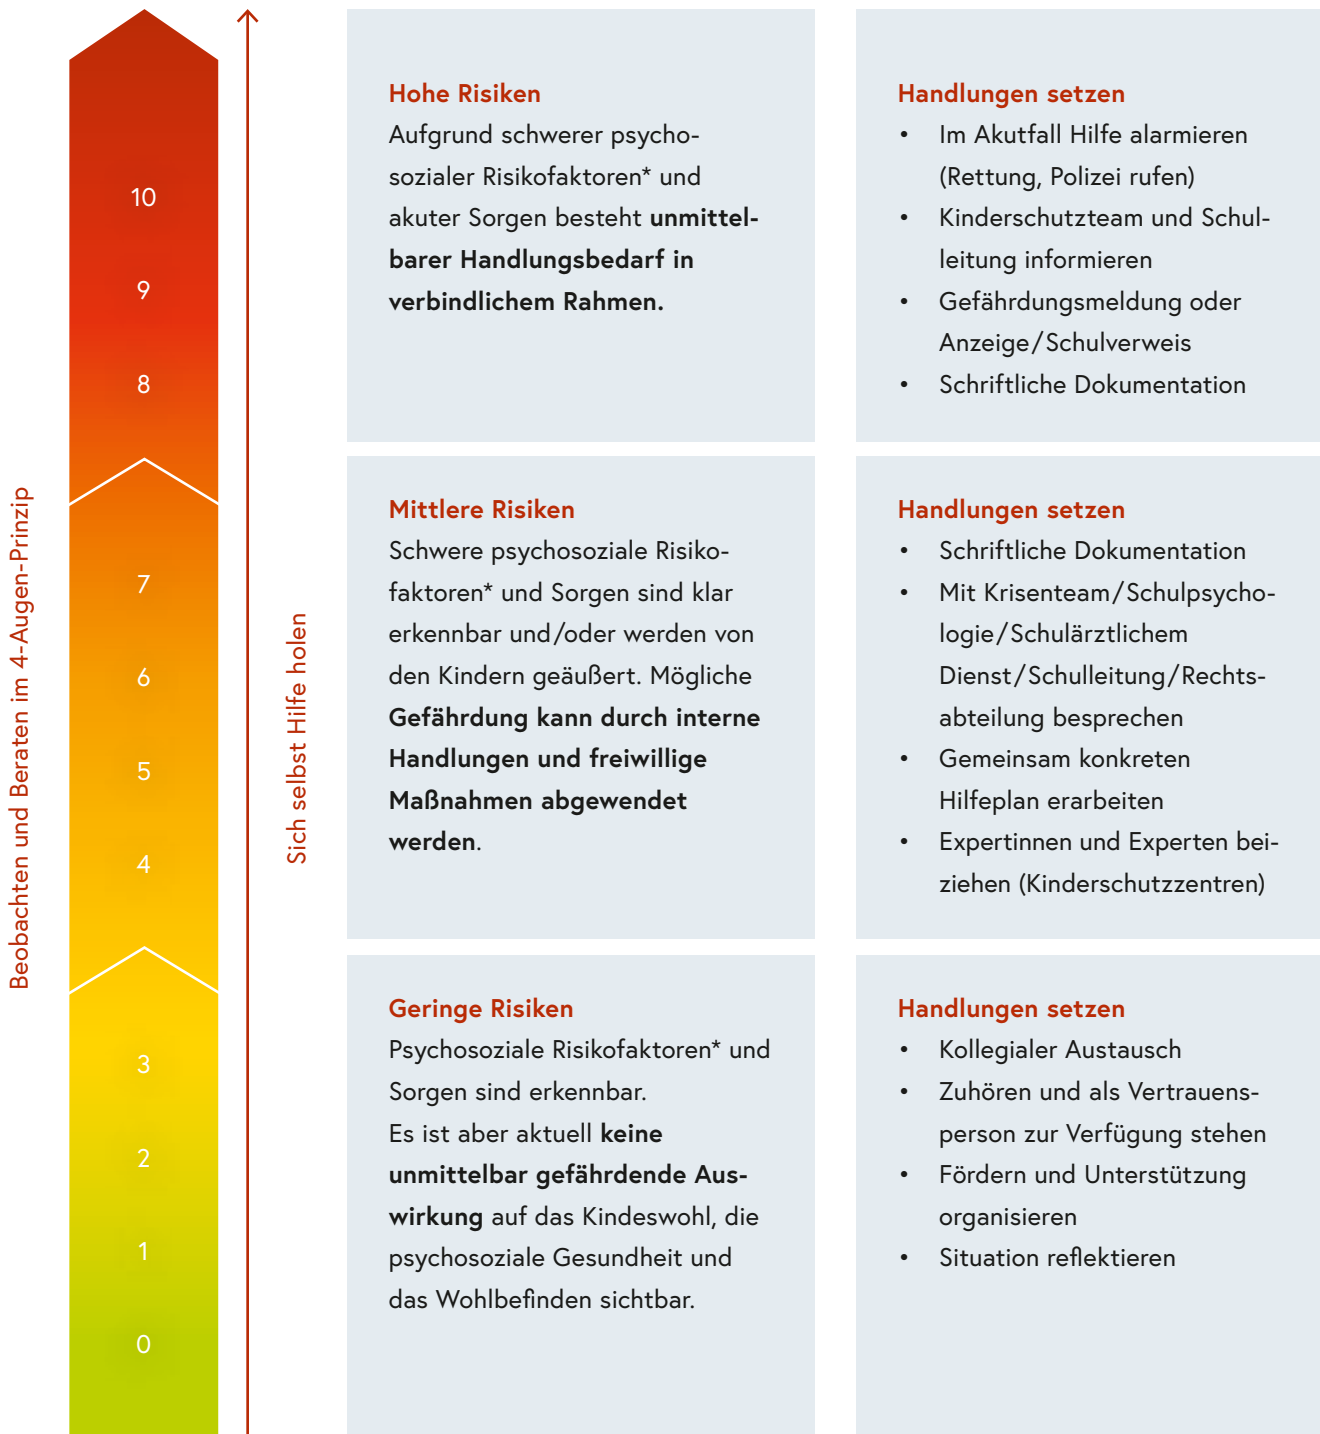 Beobachten und Beraten im 4-Augen-Prinzip
10
9
8
7
6
5
4
3
2
1
0
Sich selbst Hilfe holen
Hohe Risiken
Aufgrund schwerer psycho-
sozialer Risikofaktoren* und
akuter Sorgen besteht unmittel-
barer Handlungsbedarf in
verbindlichem Rahmen.
Handlungen setzen
• Im Akutfall Hilfe alarmieren
(Rettung, Polizei rufen)
• Kinderschutzteam und Schul-
leitung informieren
• Gefährdungsmeldung oder
Anzeige/Schulverweis
• Schriftliche Dokumentation
Mittlere Risiken
Schwere psychosoziale Risiko-
faktoren* und Sorgen sind klar
erkennbar und/oder werden von
den Kindern geäußert. Mögliche
Gefährdung kann durch interne
Handlungen und freiwillige
Maßnahmen abgewendet
werden.
Handlungen setzen
• Schriftliche Dokumentation
• Mit Krisenteam/Schulpsycho-
logie/Schulärztlichem
Dienst/Schulleitung/Rechts-
abteilung besprechen
• Gemeinsam konkreten
Hilfeplan erarbeiten
• Expertinnen und Experten bei-
ziehen (Kinderschutzzentren)
Geringe Risiken
Psychosoziale Risikofaktoren* und
Sorgen sind erkennbar.
Es ist aber aktuell keine
unmittelbar gefährdende Aus-
wirkung auf das Kindeswohl, die
psychosoziale Gesundheit und
das Wohlbefinden sichtbar.
Handlungen setzen
• Kollegialer Austausch
• Zuhören und als Vertrauens-
person zur Verfügung stehen
• Fördern und Unterstützung
organisieren
• Situation reflektieren